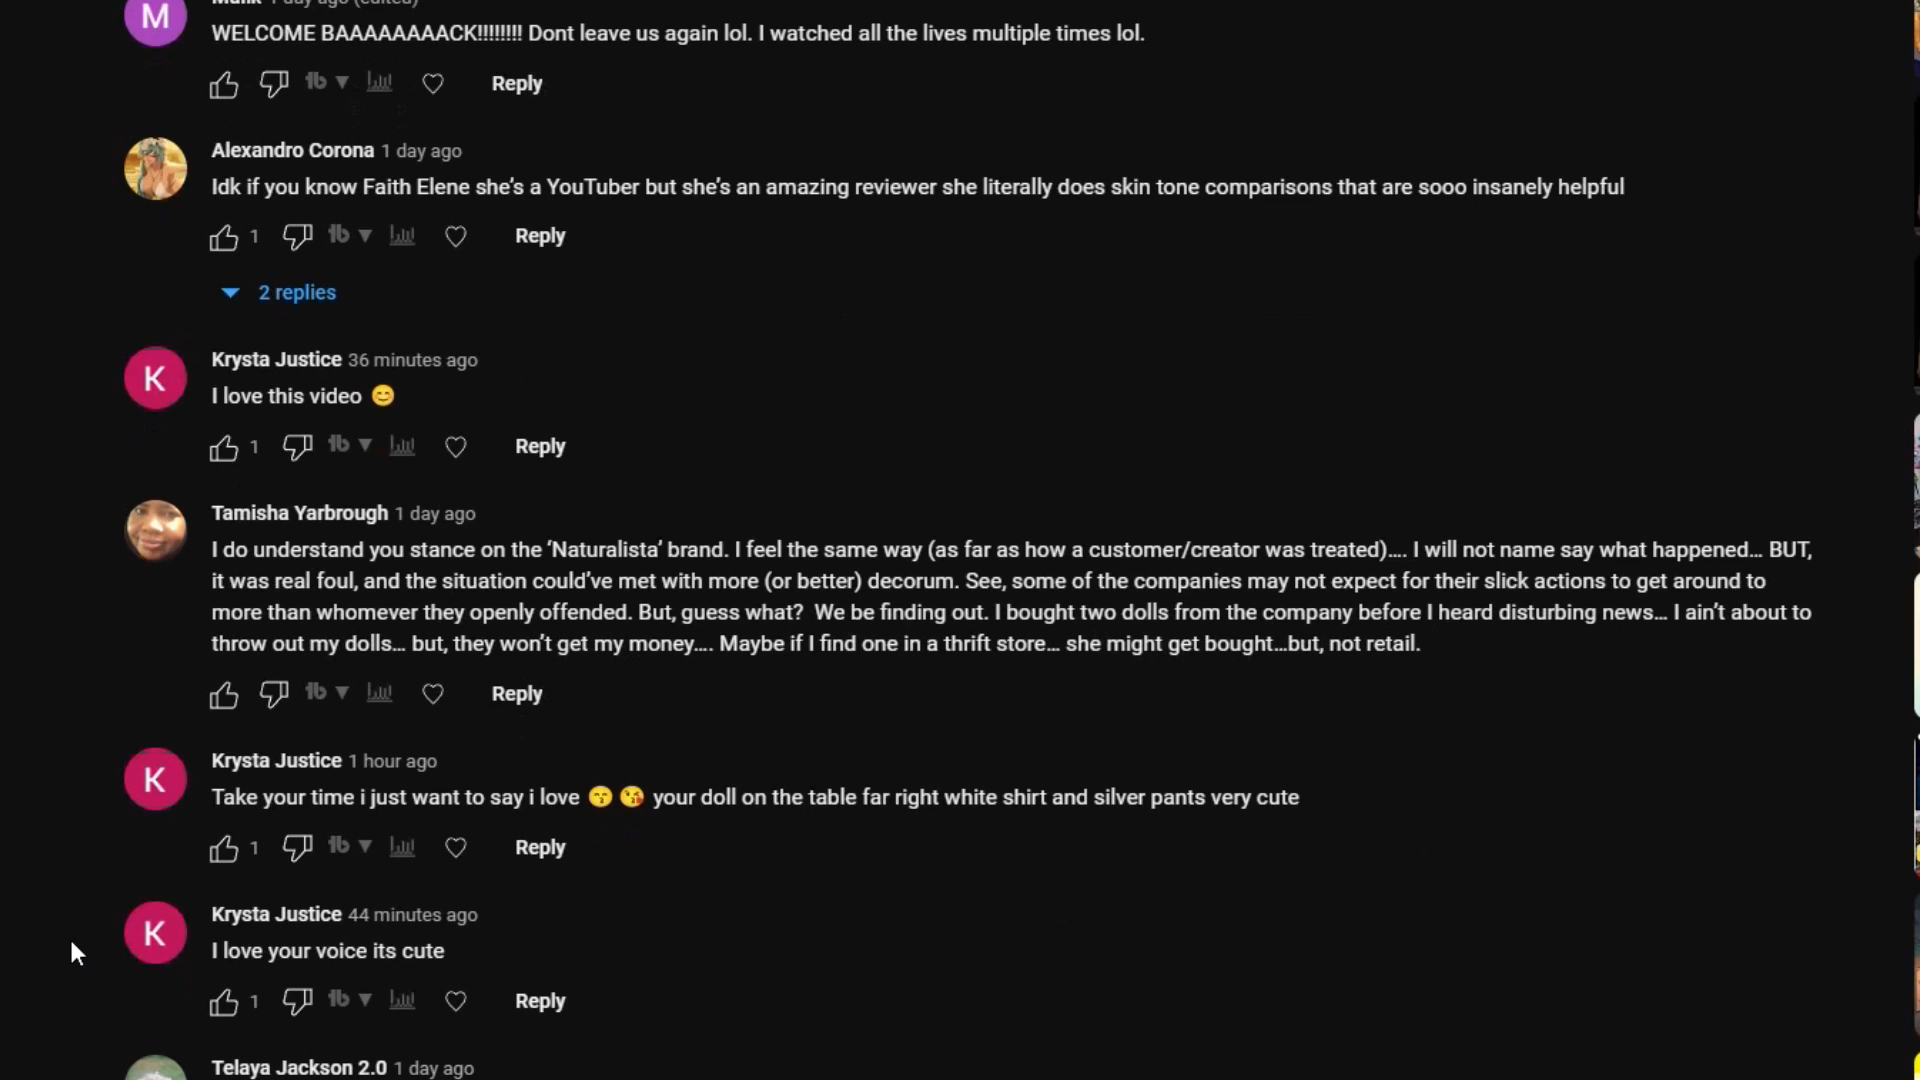 Malik 1 day ago (edited)
WELCOME BAAAAAAAACK!!!!!!!! Dont leave us again lol. I watched all the lives multiple times lol.
Reply
Alexandro Corona 1 day ago
Idk if you know Faith Elene she's a YouTuber but she's an amazing reviewer she literally does skin tone comparisons that are sooo insanely helpful
1 Reply
2 replies
K
Krysta Justice 36 minutes ago
I love this video 😊
1 Reply
Tamisha Yarbrough 1 day ago
I do understand you stance on the ‘Naturalista’ brand. I feel the same way (as far as how a customer/creator was treated)…. I will not name say what happened… BUT,
it was real foul, and the situation could’ve met with more (or better) decorum. See, some of the companies may not expect for their slick actions to get around to
more than whomever they openly offended. But, guess what?  We be finding out. I bought two dolls from the company before I heard disturbing news… I ain’t about to
throw out my dolls… but, they won’t get my money…. Maybe if I find one in a thrift store… she might get bought…but, not retail.
Reply
K
Krysta Justice 1 hour ago
Take your time i just want to say i love 😙 😘 your doll on the table far right white shirt and silver pants very cute
1 Reply
K
Krysta Justice 44 minutes ago
I love your voice its cute
1 Reply
Telaya Jackson 2.0 1 day ago